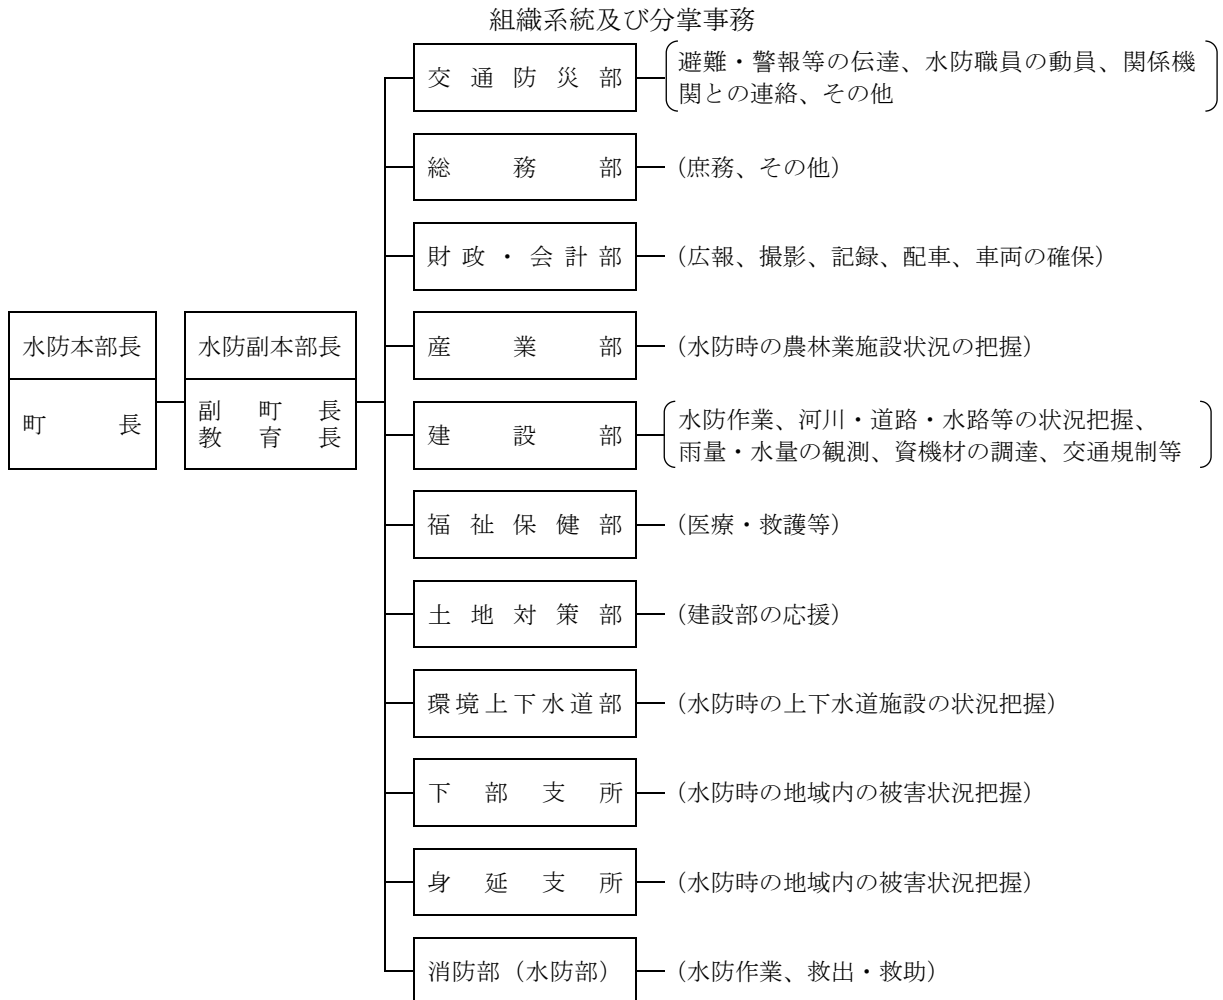 組織系統及び分掌事務
交通防災部
避難・警報等の伝達、水防職員の動員、関係機
関との連絡、その他
総務部
（庶務、その他）
財政・会計部
（広報、撮影、記録、配車、車両の確保）
水防本部長
町長
水防副本部長
副町長
教育長
産業部
（水防時の農林業施設状況の把握）
建設部
水防作業、河川・道路・水路等の状況把握、
雨量・水量の観測、資機材の調達、交通規制等
福祉保健部
（医療・救護等）
土地対策部
（建設部の応援）
環境上下水道部
（水防時の上下水道施設の状況把握）
下部支所
（水防時の地域内の被害状況把握）
身延支所
（水防時の地域内の被害状況把握）
消防部（水防部）
（水防作業、救出・救助）